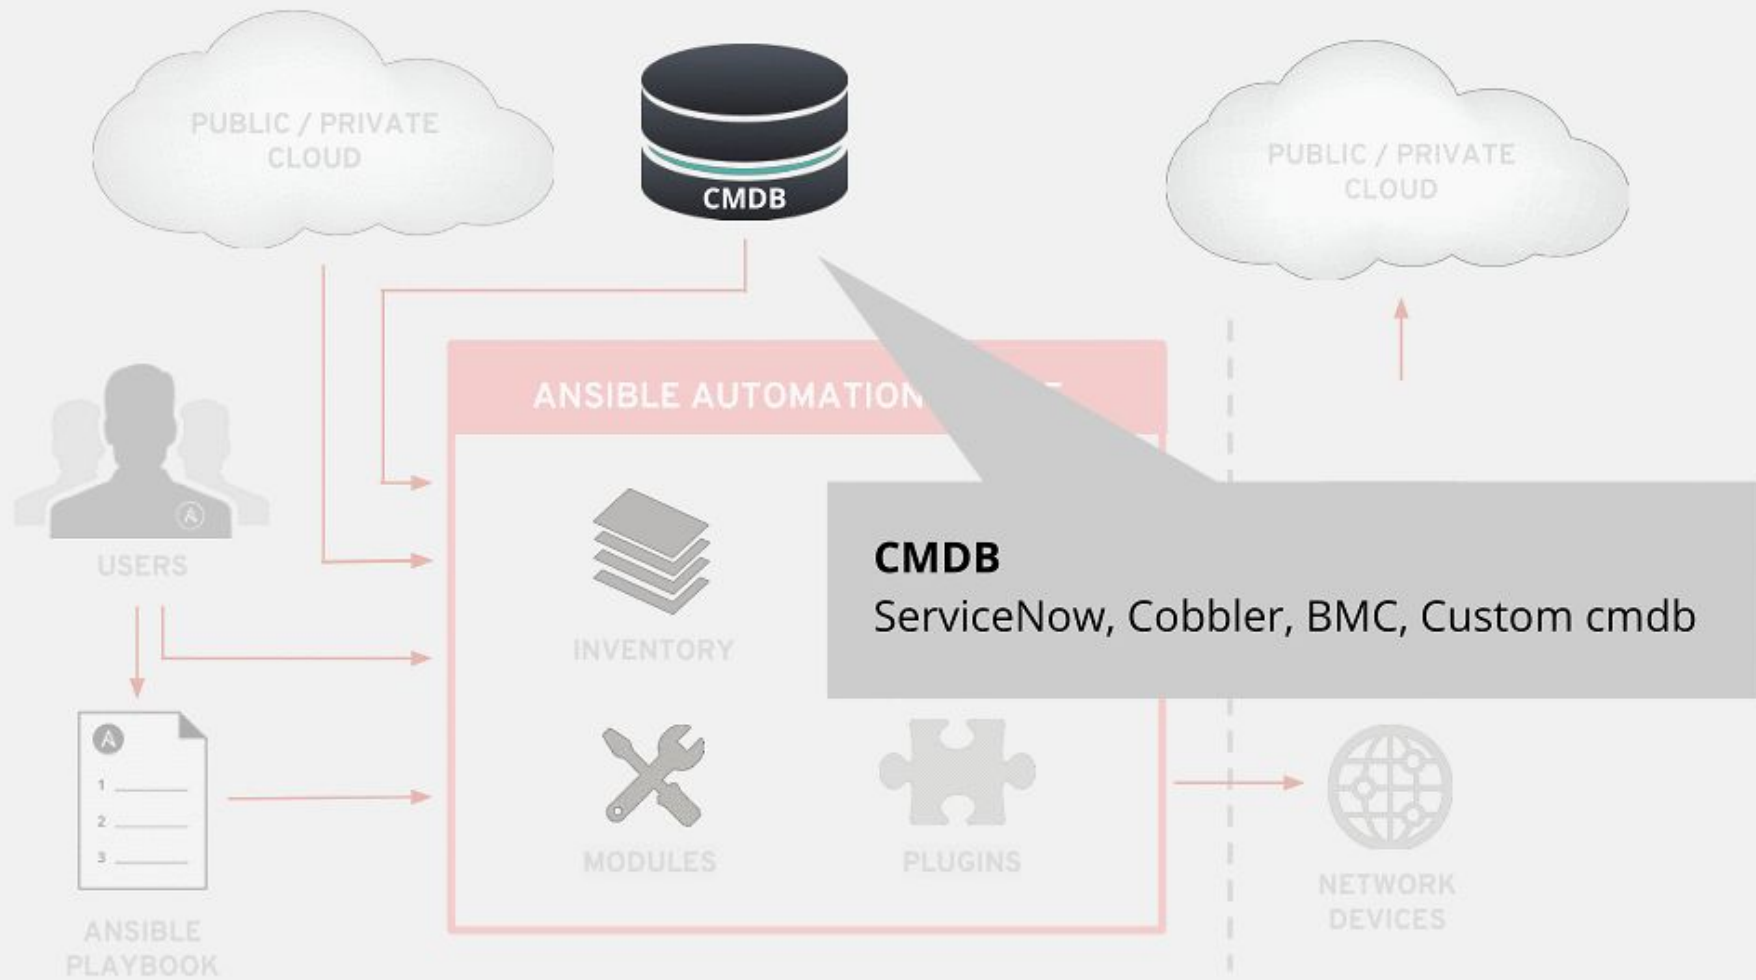 PUBLIC / PRIVATE
CLOUD
CMDB
PUBLIC / PRIVATE
CLOUD
ANSIBLE AUTOMATION
USERS
CMDB
ServiceNow, Cobbler, BMC, Custom cmdb
INVENTORY
1
2
3
MODULES
PLUGINS
NETWORK
DEVICES
ANSIBLE
PLAYBOOK